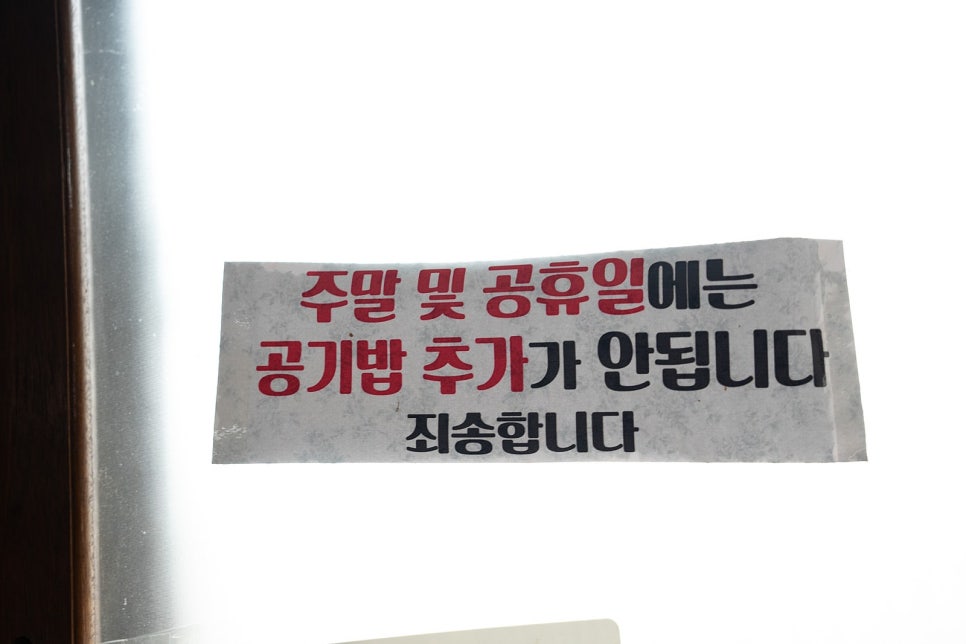 주말 및 공휴일에는
공기밥 추가가 안됩니다
죄송합니다